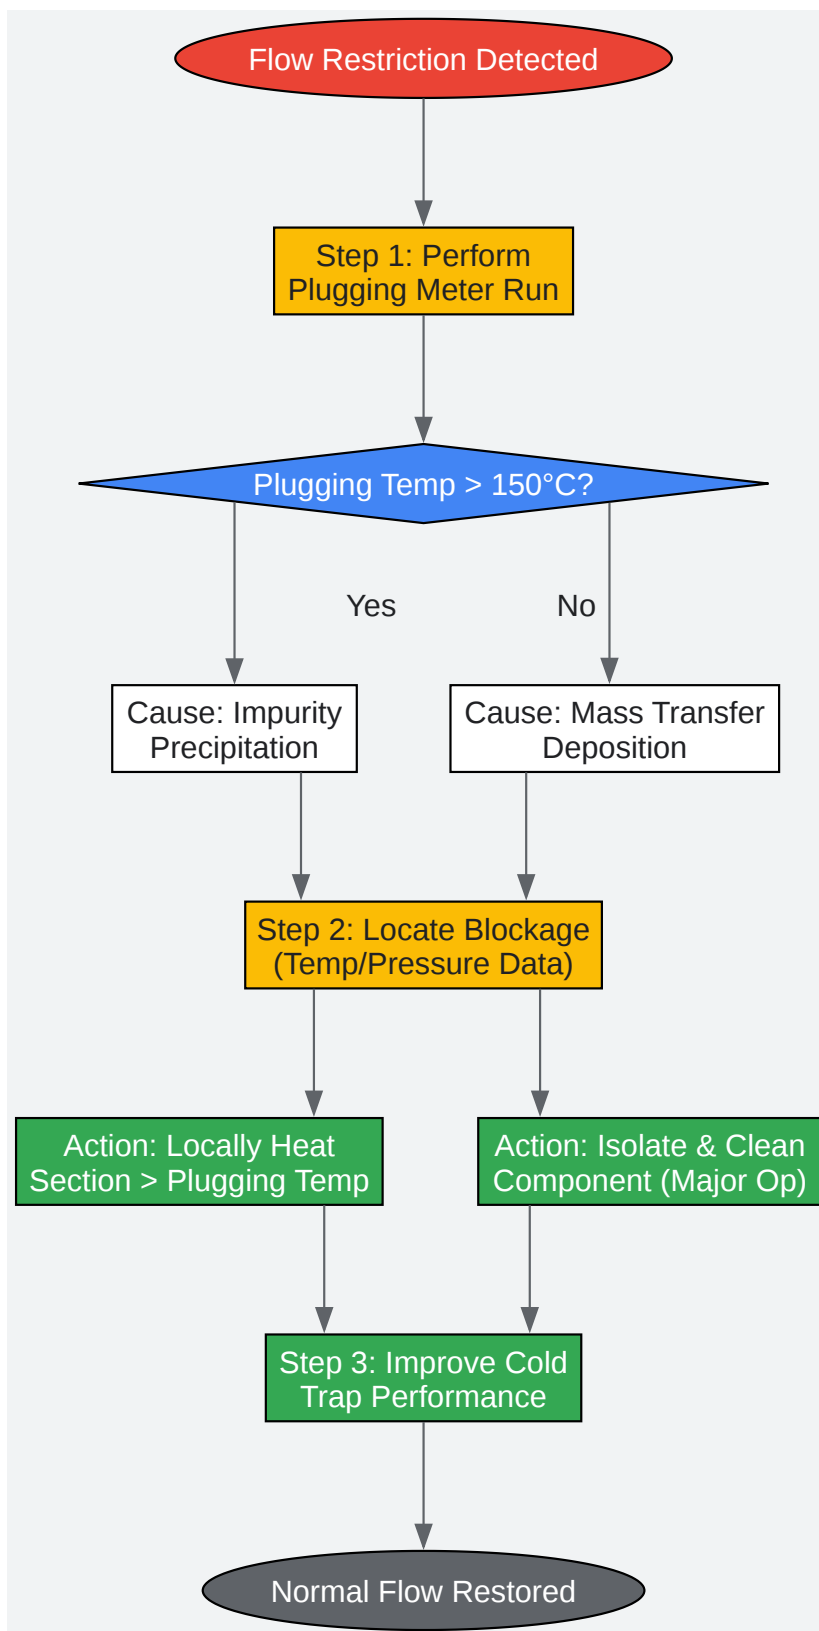 Flow Restriction Detected
Step 1: Perform
Plugging Meter Run
Plugging Temp > 150°C?
Yes
No
Cause: Impurity
Precipitation
Cause: Mass Transfer
Deposition
Step 2: Locate Blockage
(Temp/Pressure Data)
Action: Locally Heat
Section > Plugging Temp
Action: Isolate & Clean
Component (Major Op)
Step 3: Improve Cold
Trap Performance
Normal Flow Restored